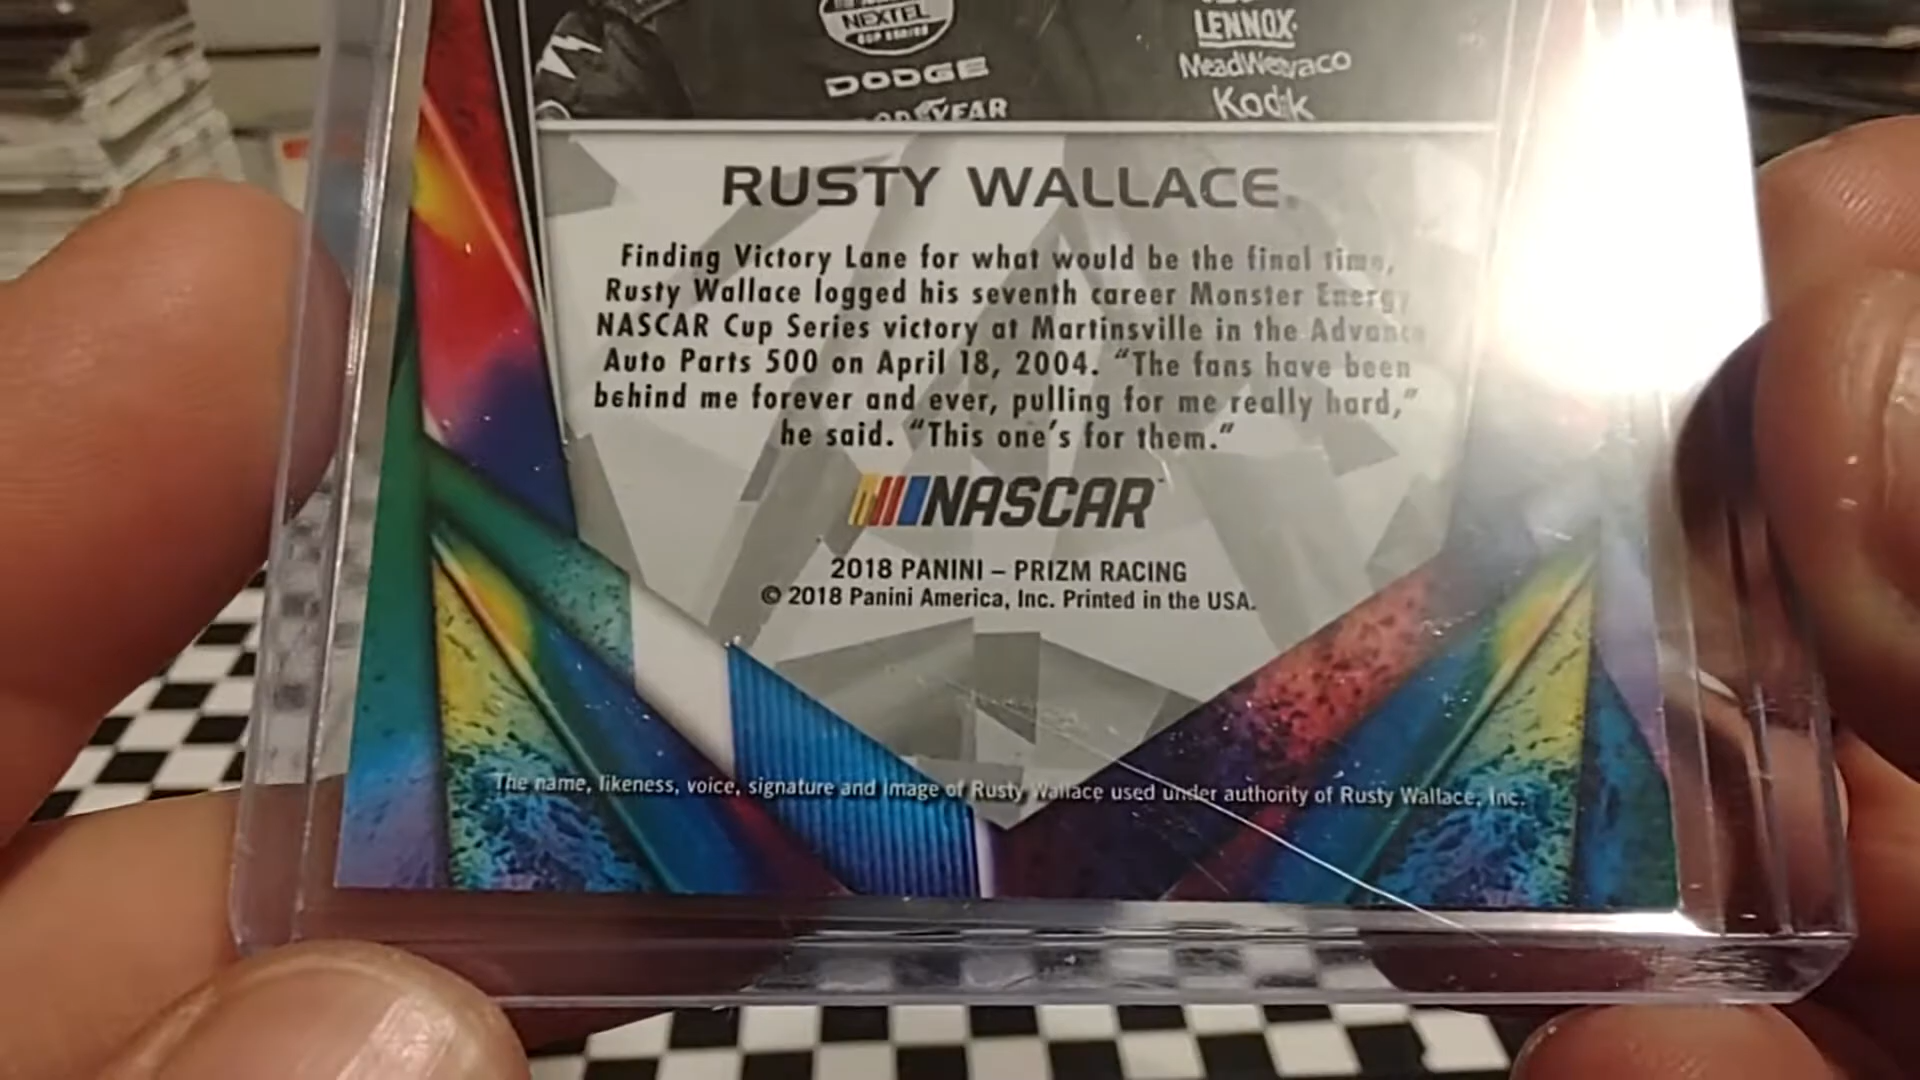 NEXTEL
CUP SERIES
DODGE
LENNOX
MeadWestvaco
Kodak
RUSTY WALLACE
Finding Victory Lane for what would be the final time,
Rusty Wallace logged his seventh career Monster Energy
NASCAR Cup Series victory at Martinsville in the Advance
Auto Parts 500 on April 18, 2004. “The fans have been
behind me forever and ever, pulling for me really hard,”
he said. “This one's for them.”
NASCAR
2018 PANINI – PRIZM RACING
© 2018 Panini America, Inc. Printed in the USA.
The name, likeness, voice, signature and image of Rusty Wallace used under authority of Rusty Wallace, Inc.